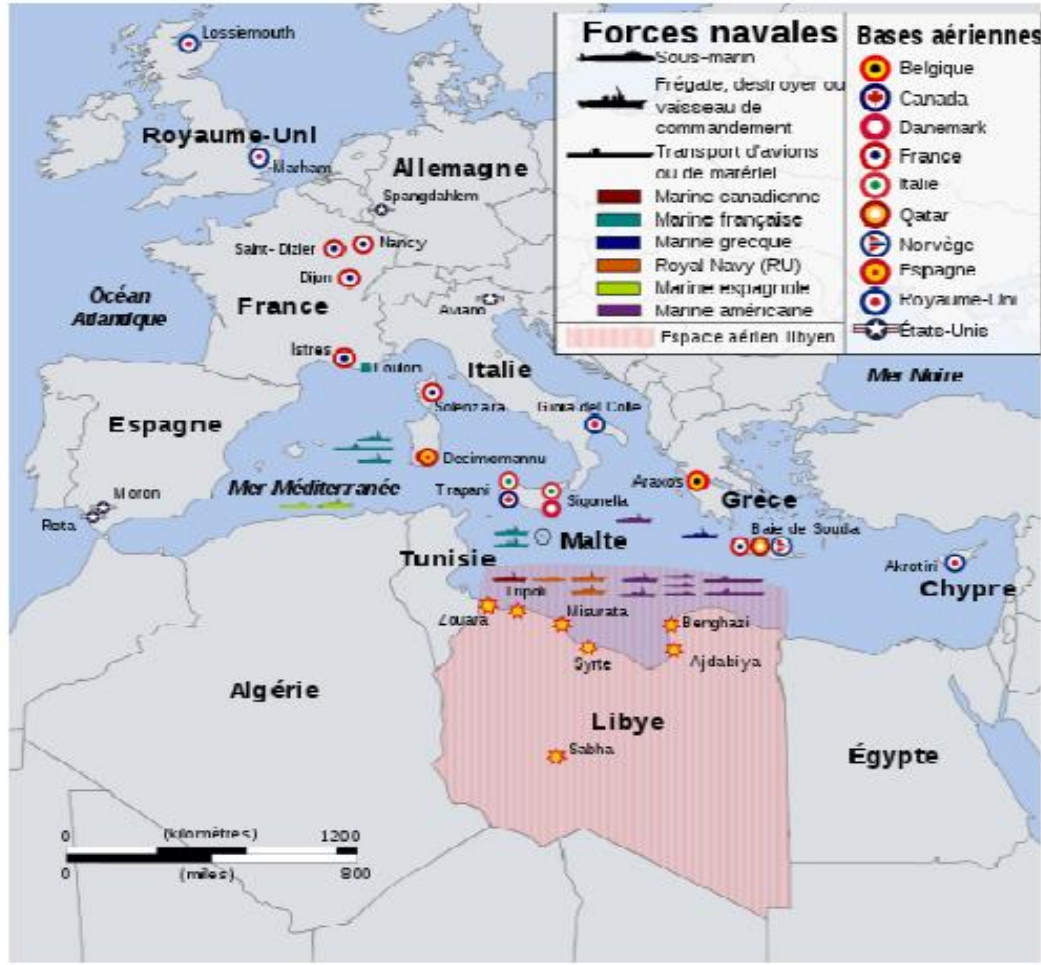 Lossiemouth
Royaume-Uni
Marham
Allemagne
Spangdahlem
Saint-Dizier
Nancy
Dijon
Océan
Atlantique
France
Aviano
Istres
Toulon
Italie
Solenzara
Gioia del Colle
Espagne
Decimomannu
Mer Méditerranée
Moron
Rota
Trapani
Sigonella
Araxos
Grèce
Baie de Souda
Malte
Tunisie
Akrotiri
Chypre
Tripoli
Zouara
Misurata
Benghazi
Syrte
Ajdabiya
Algérie
Libye
Sabha
Égypte
Mer Noire
0 (kilomètres) 1200
0 (miles) 800
Forces navales
Sous-marin
Frégate, destroyer ou
vaisseau de
commandement
Transport d'avions
ou de matériel
Marine canadienne
Marine française
Marine grecque
Royal Navy (RU)
Marine espagnole
Marine américaine
Espace aérien libyen
Bases aériennes
Belgique
Canada
Danemark
France
Italie
Qatar
Norvège
Espagne
Royaume-Uni
États-Unis